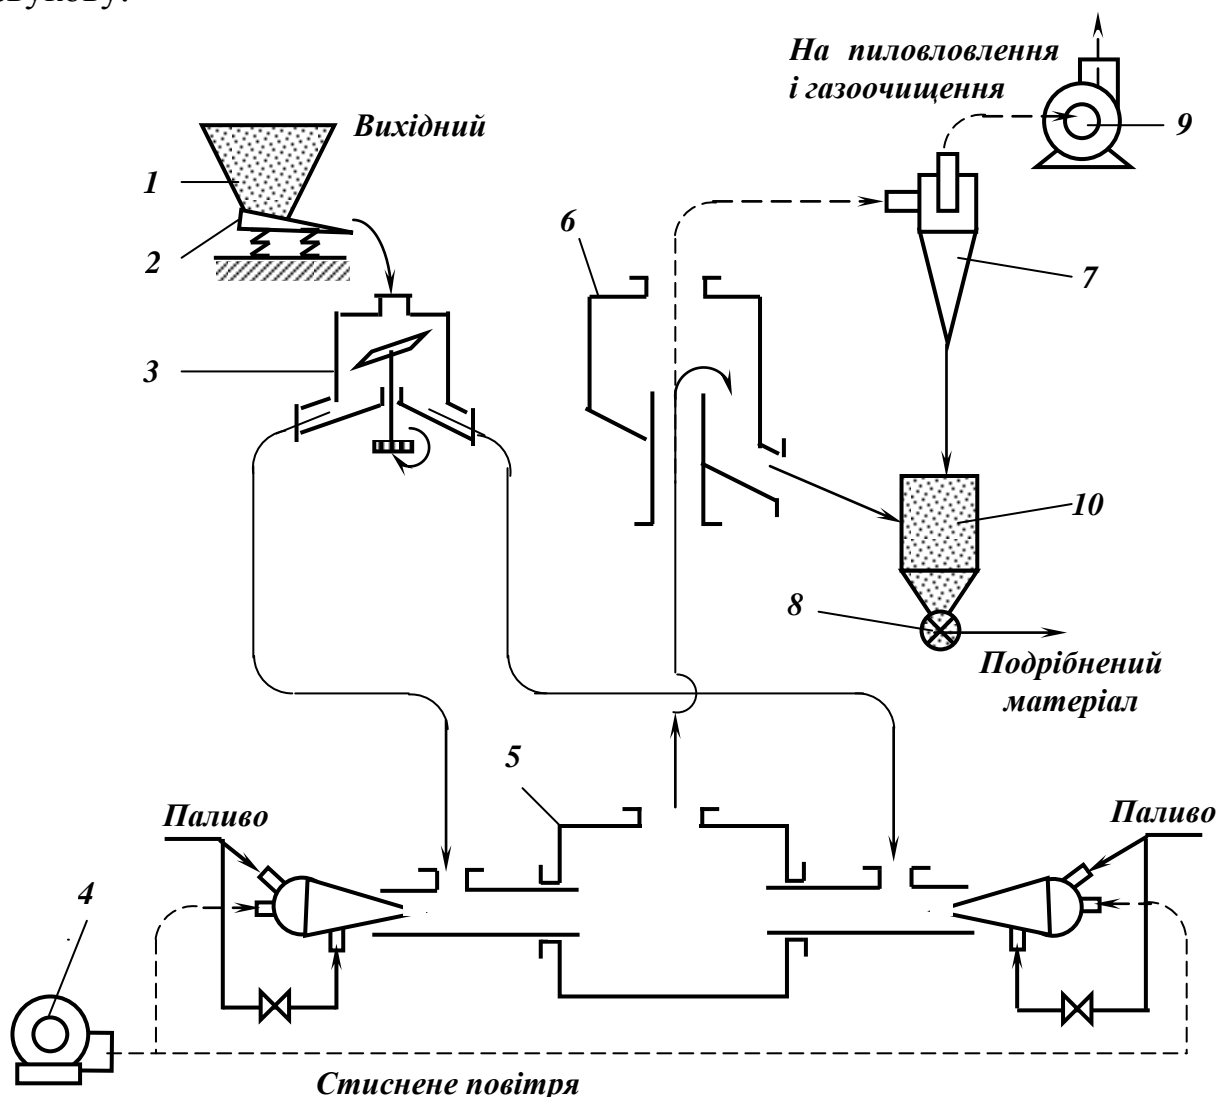 На пиловловлення
і газоочищення
9
Вихідний
1
2
6
7
3
10
8
Подрібнений
матеріал
5
Паливо
Паливо
4
Стиснене повітря